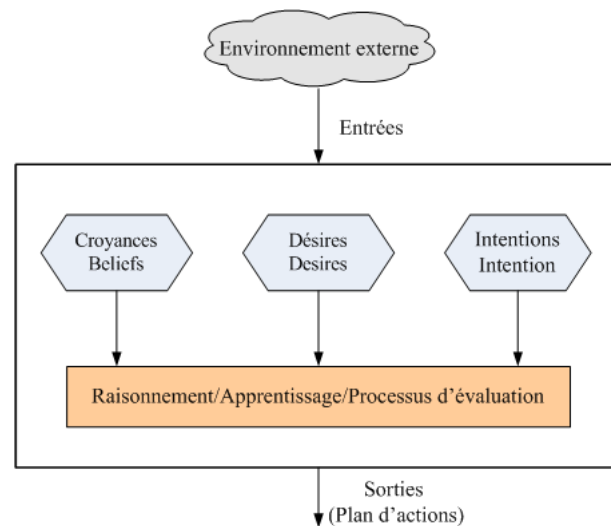 Environnement externe
Entrées
Croyances
Beliefs
Désires
Desires
Intentions
Intention
Raisonnement/Apprentissage/Processus d'évaluation
Sorties
(Plan d'actions)